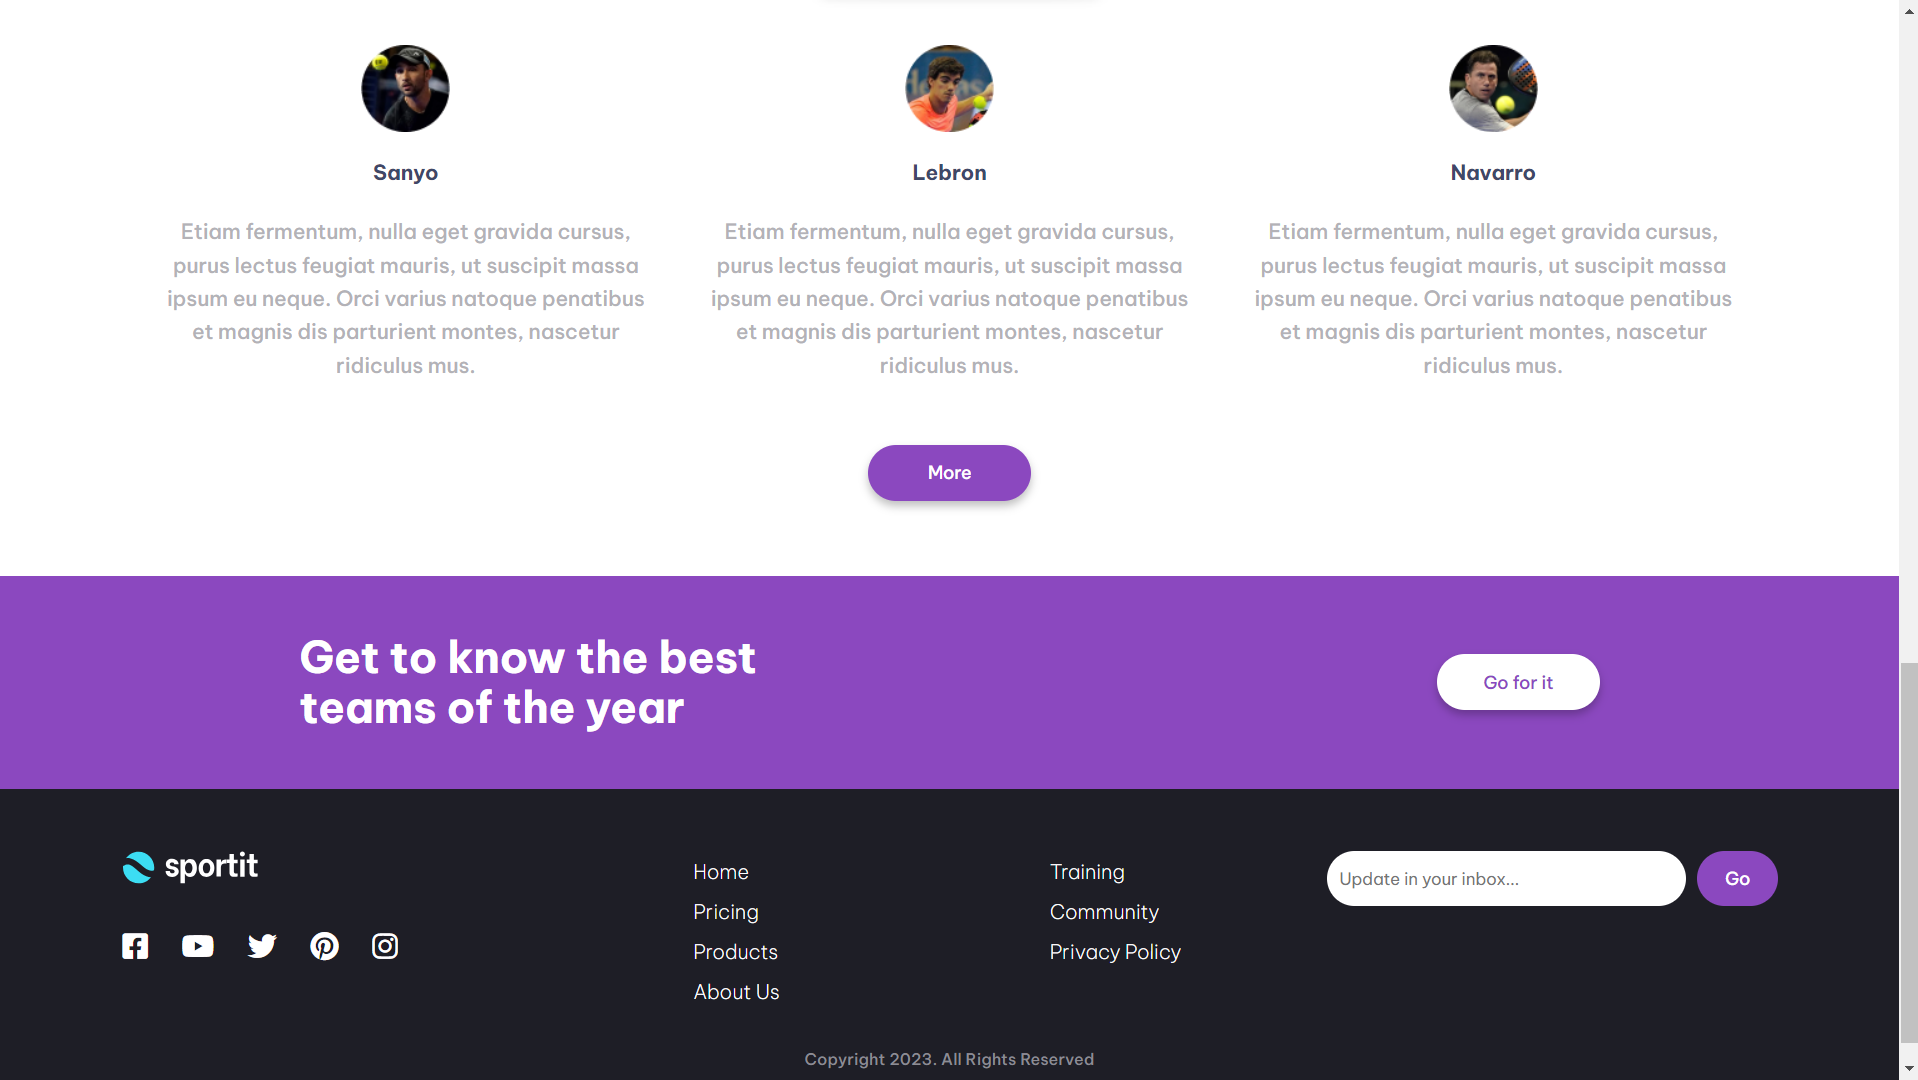 Sanyo
Etiam fermentum, nulla eget gravida cursus,
purus lectus feugiat mauris, ut suscipit massa
ipsum eu neque. Orci varius natoque penatibus
et magnis dis parturient montes, nascetur
ridiculus mus.
Lebron
Etiam fermentum, nulla eget gravida cursus,
purus lectus feugiat mauris, ut suscipit massa
ipsum eu neque. Orci varius natoque penatibus
et magnis dis parturient montes, nascetur
ridiculus mus.
Navarro
Etiam fermentum, nulla eget gravida cursus,
purus lectus feugiat mauris, ut suscipit massa
ipsum eu neque. Orci varius natoque penatibus
et magnis dis parturient montes, nascetur
ridiculus mus.
More
Get to know the best
teams of the year
Go for it
sportit
Home
Pricing
Products
About Us
Training
Community
Privacy Policy
Update in your inbox...
Go
Copyright 2023. All Rights Reserved